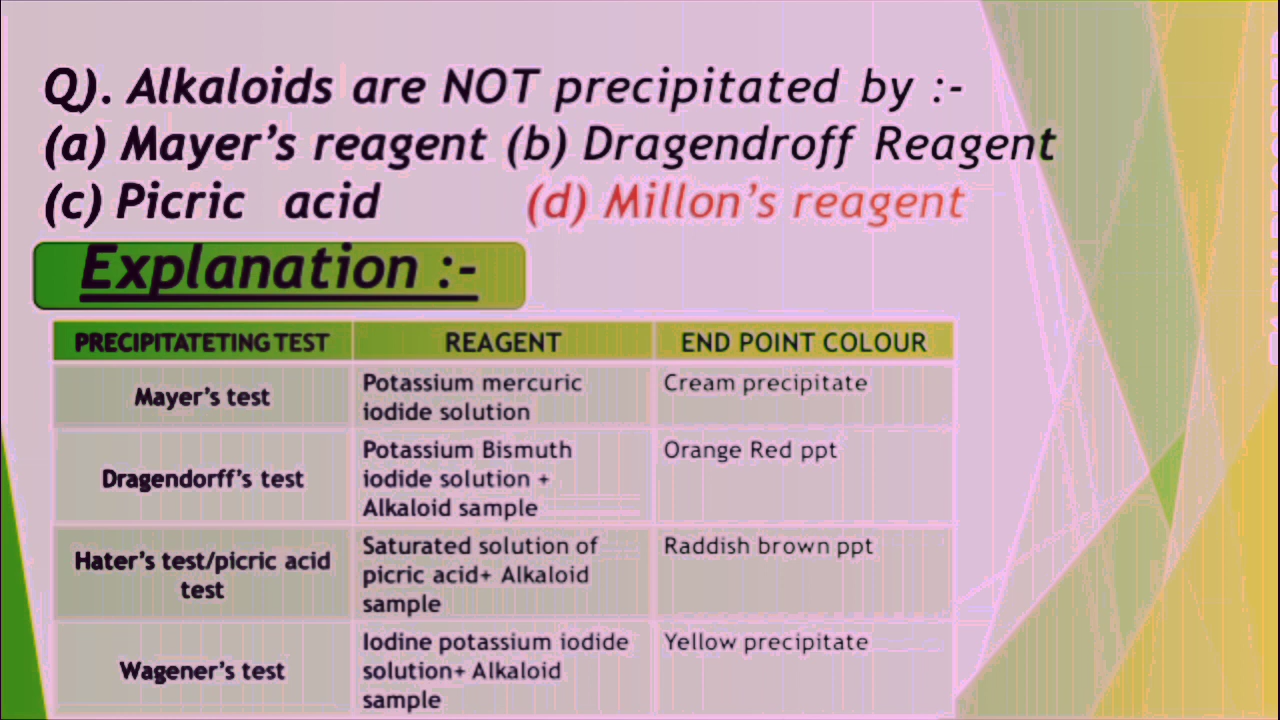 Q). Alkaloids are NOT precipitated by :-
(a) Mayer's reagent (b) Dragendroff Reagent
(c) Picric acid (d) Millon's reagent
Explanation :-
PRECIPITATETING TEST REAGENT END POINT COLOUR
Mayer's test
Potassium mercuric
iodide solution
Cream precipitate
Dragendorff's test
Potassium Bismuth
iodide solution +
Alkaloid sample
Orange Red ppt
Hater's test/picric acid
test
Saturated solution of
picric acid+ Alkaloid
sample
Raddish brown ppt
Wagener's test
Iodine potassium iodide
solution+ Alkaloid
sample
Yellow precipitate